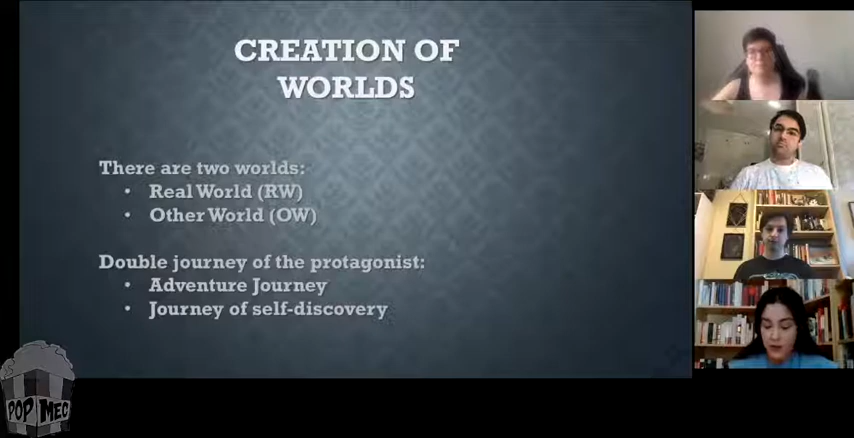 CREATION OF
WORLDS
There are two worlds:
• Real World (RW)
• Other World (OW)
Double journey of the protagonist:
• Adventure Journey
• Journey of self-discovery
POP MEC